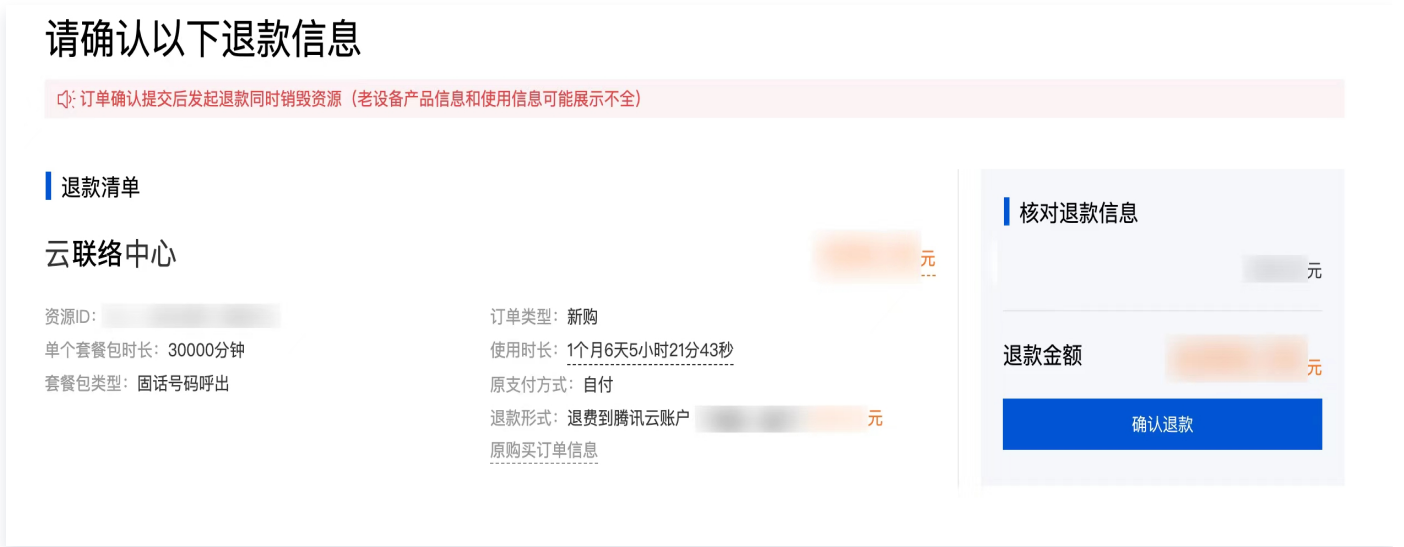 请确认以下退款信息
订单确认提交后发起退款同时销毁资源（老设备产品信息和使用信息可能展示不全）
退款清单
云联络中心
元
资源ID：
单个套餐包时长：30000分钟
套餐包类型：固话号码呼出
订单类型：新购
使用时长：1个月6天5小时21分43秒
原支付方式：自付
退款形式：退费到腾讯云账户
元
原购买订单信息
核对退款信息
元
退款金额
元
确认退款